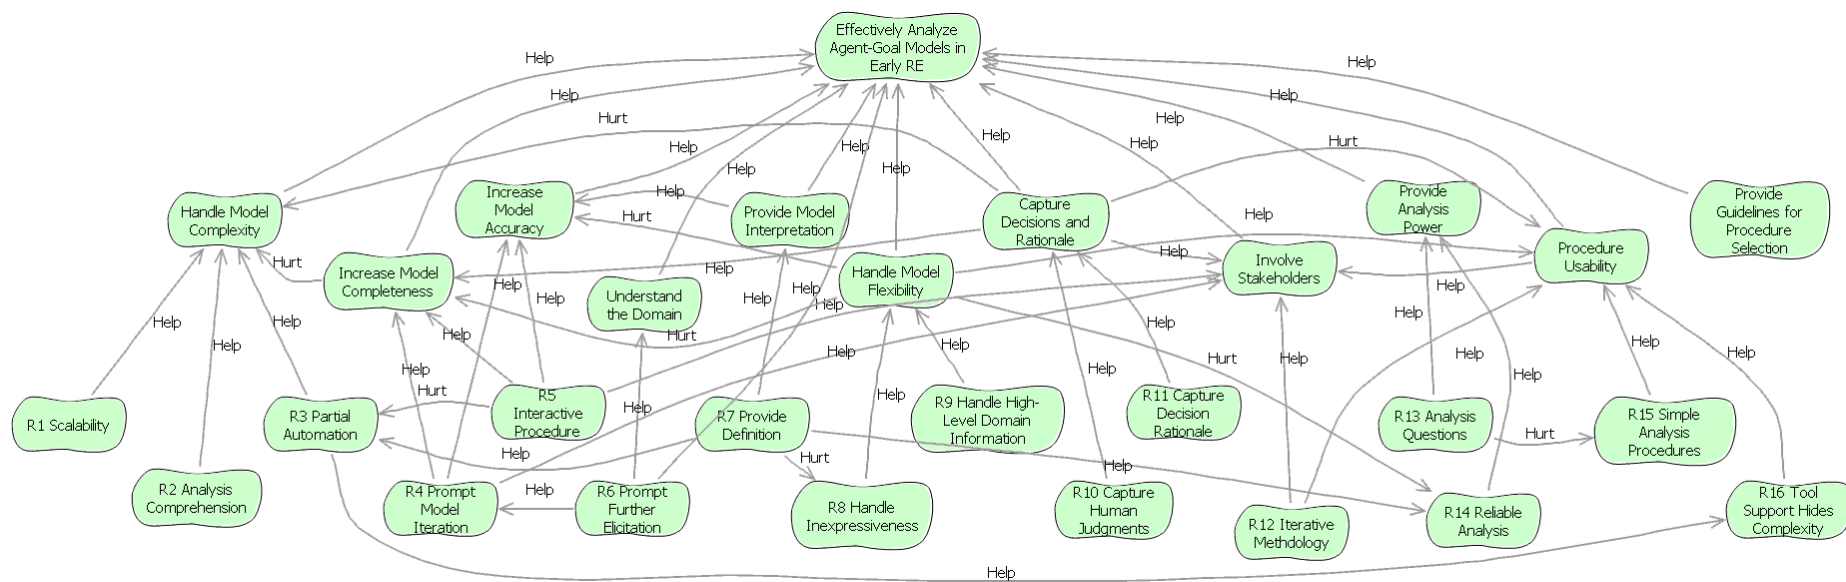 Effectively Analyze
Agent-Goal Models in
Early RE
Help
Help
Help
Help
Hurt
Help
Help
Hurt
Help
Help
Help
Help
Help
Handle Model
Complexity
Increase
Model
Accuracy
Help
Hurt
Provide Model
Interpretation
Capture
Decisions and
Rationale
Provide
Analysis
Power
Provide
Guidelines for
Procedure
Selection
Help
Help
Procedure
Usability
Involve
Stakeholders
Hurt
Increase Model
Completeness
Help
Handle Model
Flexibility
Understand
the Domain
Help
Help
Help
Help
Help
Help
Help
Help
Help
Help
Help
Hurt
Help
Help
Help
Help
Help
Help
Help
Hurt
Help
Help
Help
Help
Help
Hurt
Help
Help
R1 Scalability
R3 Partial
Automation
R5
Interactive
Procedure
R7 Provide
Definition
R9 Handle High-
Level Domain
Information
R11 Capture
Decision
Rationale
R13 Analysis
Questions
Hurt
R15 Simple
Analysis
Procedures
Help
Hurt
Help
Help
R2 Analysis
Comprehension
R4 Prompt
Model
Iteration
R6 Prompt
Further
Elicitation
R8 Handle
Inexpressiveness
R10 Capture
Human
Judgments
R12 Iterative
Methdology
R14 Reliable
Analysis
R16 Tool
Support Hides
Complexity
Help